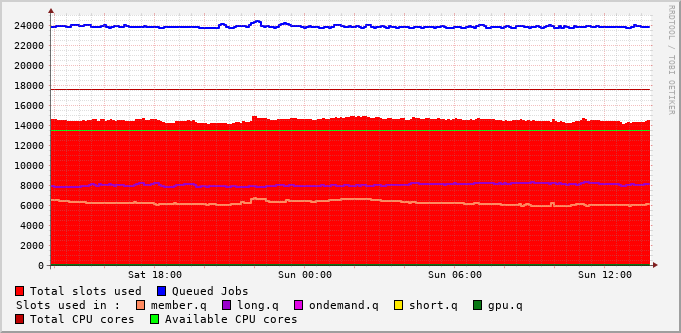 24000
22000
20000
18000
16000
14000
12000
10000
8000
6000
4000
2000
0
Sat 18:00 Sun 00:00 Sun 06:00 Sun 12:00
Total slots used Queued Jobs
Slots used in : member.q long.q ondemand.q short.q gpu.q
Total CPU cores Available CPU cores
RRDTOOL / TOBI OETIKER